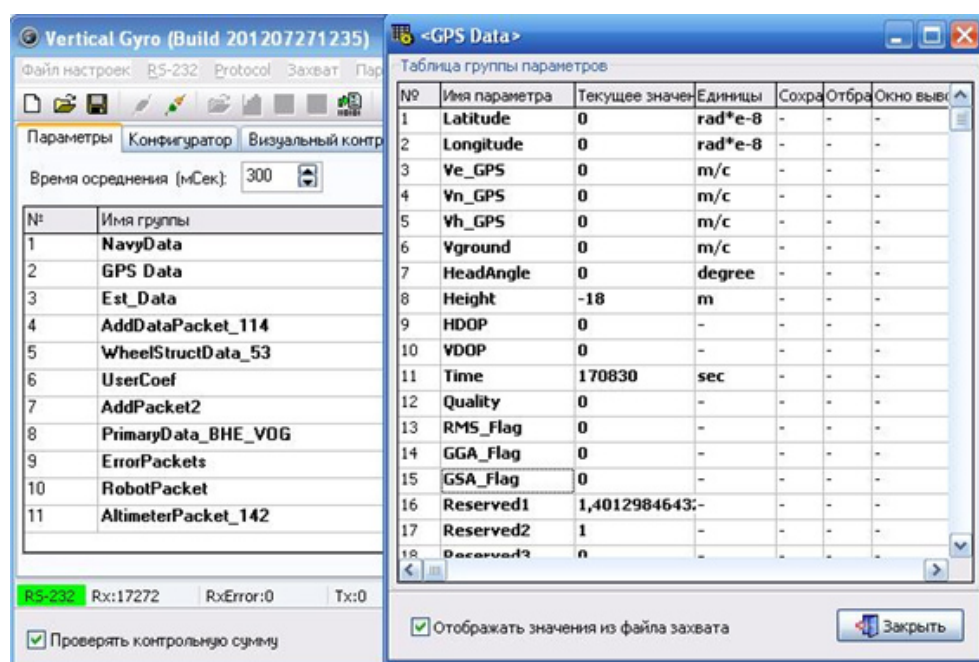 Vertical Gyro (Build 201207271235)
Файл настроек RS-232 Protocol Захват
Параметры Конфигуратор Визуальный
Время осреднения (мСек): 300
№ Имя группы
1 NavyData
2 GPS Data
3 Est_Data
4 AddDataPacket_114
5 WheelStructData_53
6 UserCoef
7 AddPacket2
8 PrimaryData_BHE_VOG
9 ErrorPackets
10 RobotPacket
11 AltimeterPacket_142
RS-232 Rx:17272 RxError:0 Tx:0
Проверять контрольную сумму
<GPS Data>
Таблица группы параметров
№ Имя параметра Текущее значен Единицы Сохра Отбра Окно выво
1 Latitude 0 rad*e-8 - - -
2 Longitude 0 rad*e-8 - - -
3 Ve_GPS 0 m/c - - -
4 Vn_GPS 0 m/c - - -
5 Vh_GPS 0 m/c - - -
6 Vground 0 m/c - - -
7 HeadAngle 0 degree - - -
8 Height -18 m - - -
9 HDOP 0 - - - -
10 VDOP 0 - - - -
11 Time 170830 sec - - -
12 Quality 0 - - - -
13 RMS_Flag 0 - - - -
14 GGA_Flag 0 - - - -
15 GSA_Flag 0 - - - -
16 Reserved1 1,4012984643 - - - -
17 Reserved2 1 - - - -
18 Reserved3 0 - - - -
Отображать значения из файла захвата
Закрыть